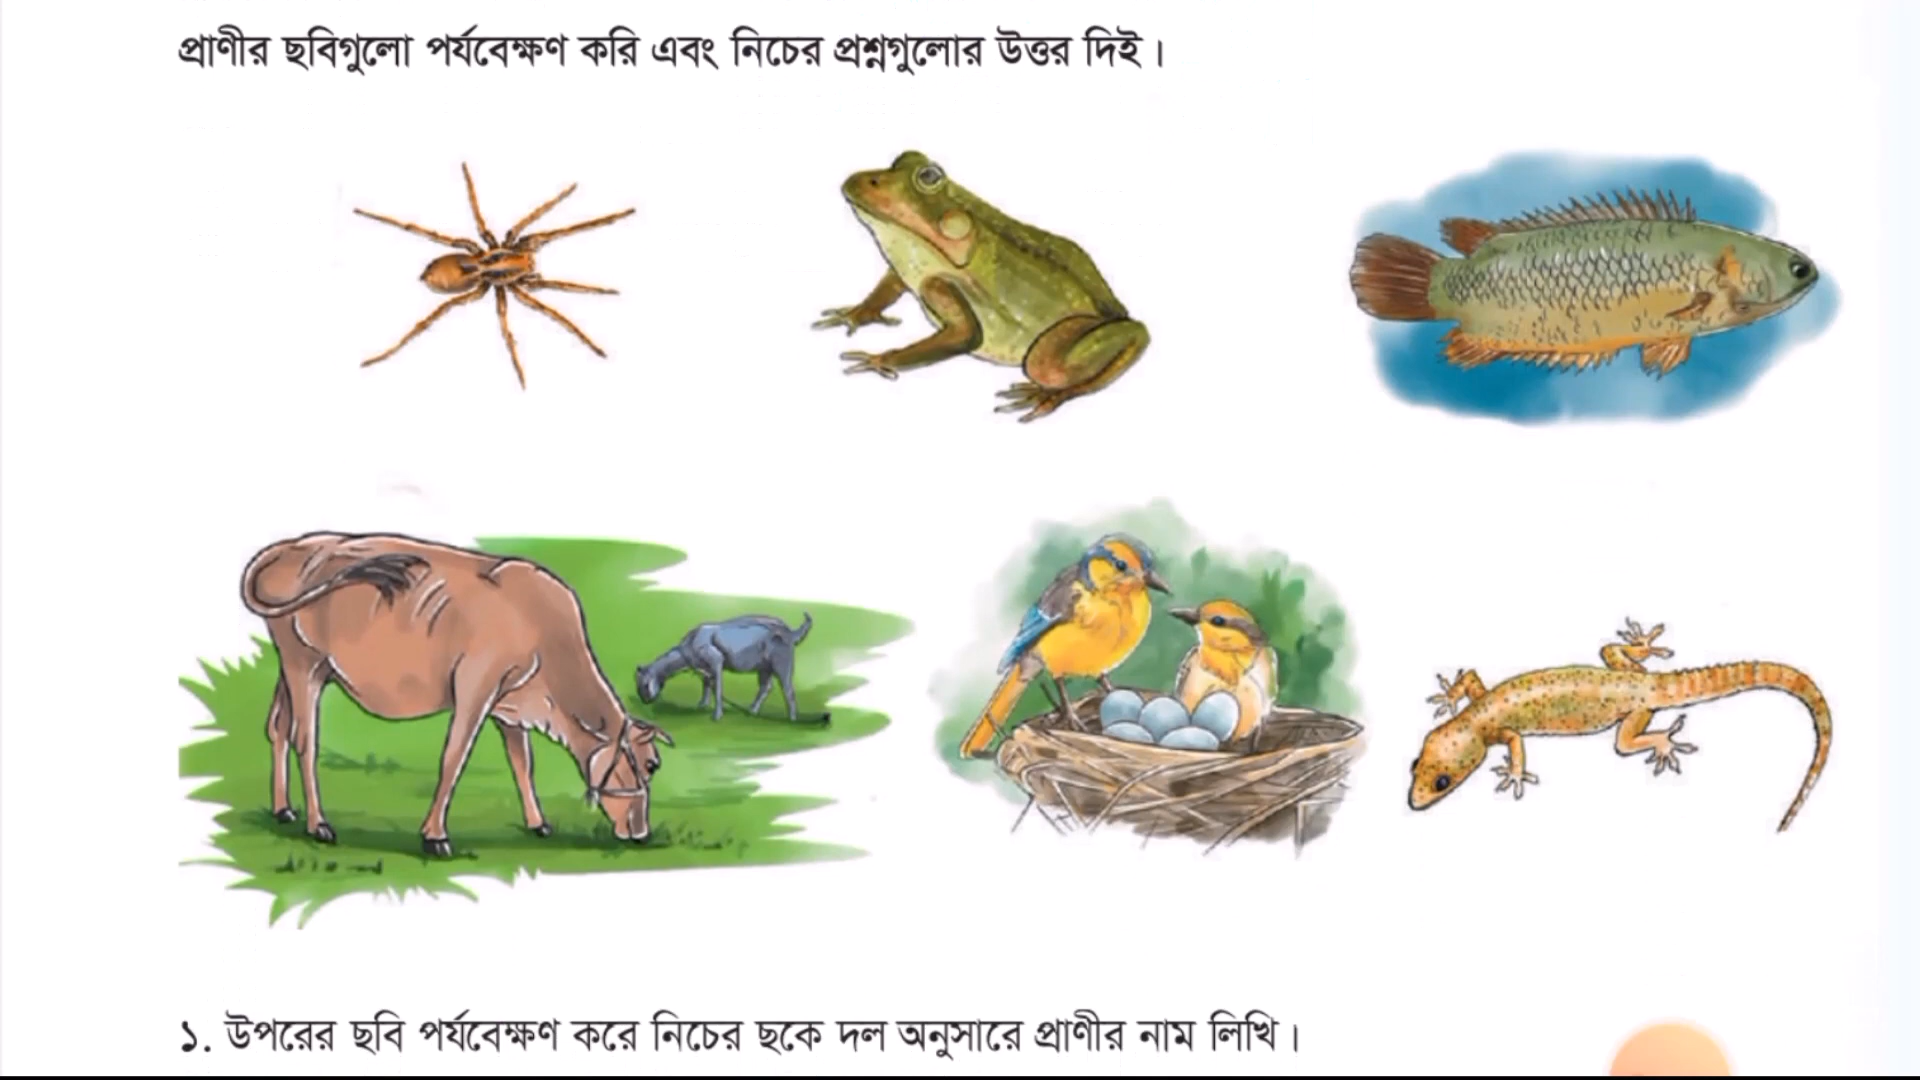 প্রাণীর ছবিগুলো পর্যবেক্ষণ করি এবং নিচের প্রশ্নগুলোর উত্তর দিই।
১. উপরের ছবি পর্যবেক্ষণ করে নিচের ছকে দল অনুসারে প্রাণীর নাম লিখি।